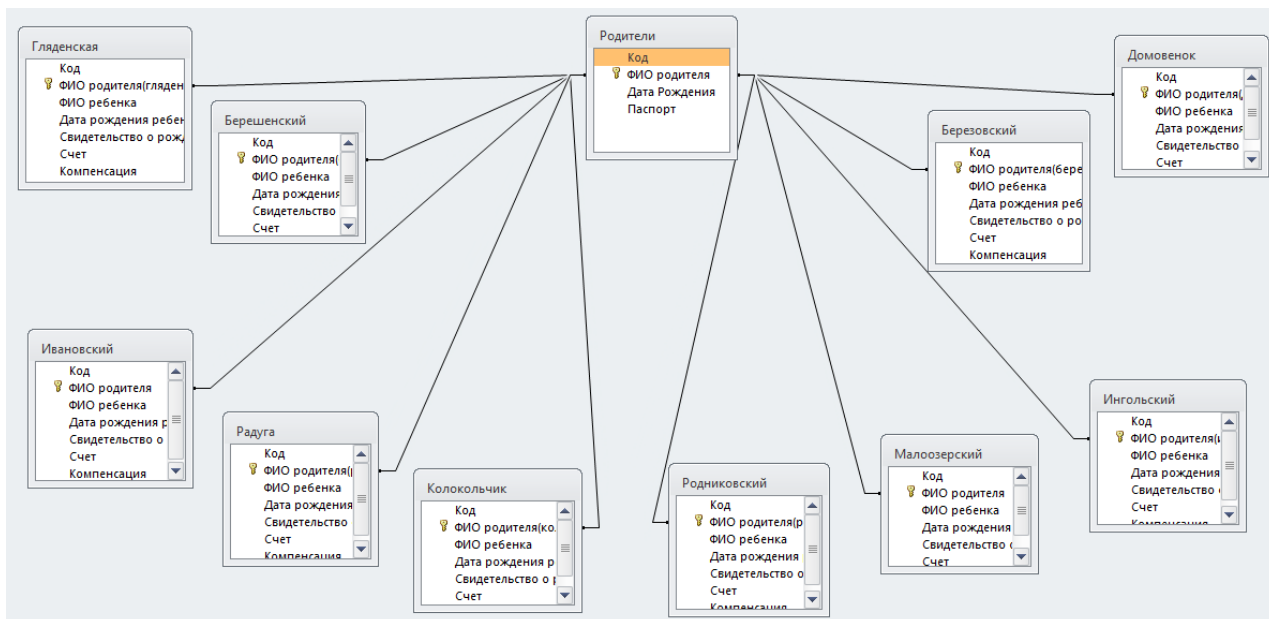 Гляденская
Код
ФИО родителя(гляден
ФИО ребенка
Дата рождения ребен
Свидетельство о рожд
Счет
Компенсация
Берешенский
Код
ФИО родителя(
ФИО ребенка
Дата рождения
Свидетельство
Счет
Родители
Код
ФИО родителя
Дата Рождения
Паспорт
Березовский
Код
ФИО родителя(бере
ФИО ребенка
Дата рождения реб
Свидетельство о ро
Счет
Компенсация
Домовенок
Код
ФИО родителя(д
ФИО ребенка
Дата рождения
Свидетельство
Счет
Ивановский
Код
ФИО родителя
ФИО ребенка
Дата рождения р
Свидетельство о
Счет
Компенсация
Радуга
Код
ФИО родителя(р
ФИО ребенка
Дата рождения
Свидетельство
Счет
Компенсация
Колокольчик
Код
ФИО родителя(ко
ФИО ребенка
Дата рождения р
Свидетельство о р
Счет
Родниковский
Код
ФИО родителя(р
ФИО ребенка
Дата рождения
Свидетельство о
Счет
Компенсация
Малоозерский
Код
ФИО родителя
ФИО ребенка
Дата рождения
Свидетельство о
Счет
Ингольский
Код
ФИО родителя(и
ФИО ребенка
Дата рождения
Свидетельство
Счет
Компенсация